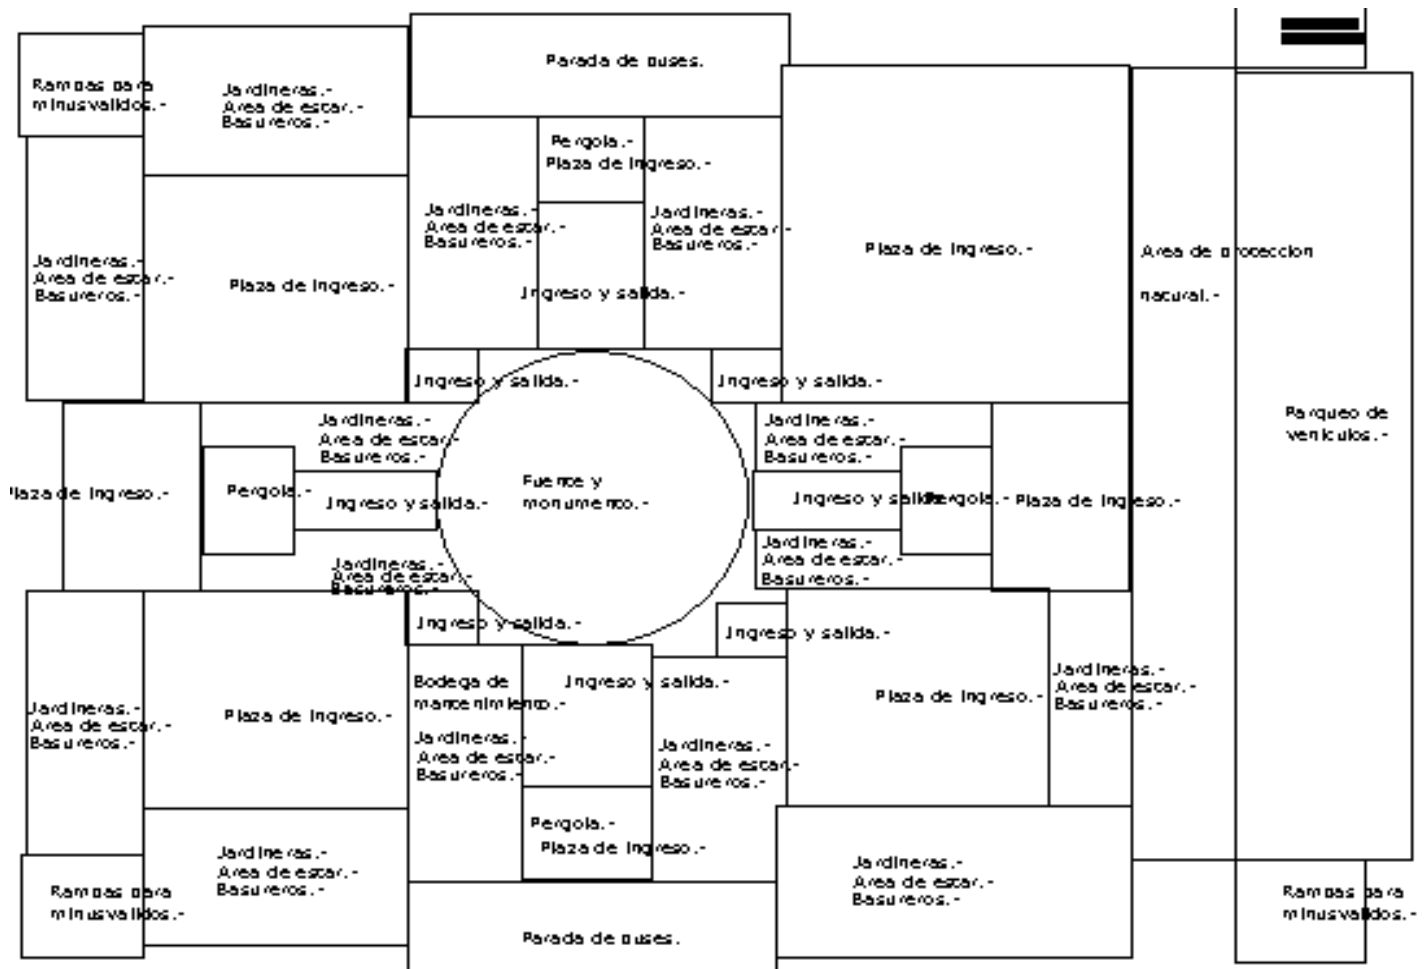 Parada de buses.
Rampas para
minusvalidos.-
Jardineras.-
Area de estar.-
Basureros.-
Pergola.-
Plaza de Ingreso.-
Jardineras.-
Area de estar.-
Basureros.-
Jardineras.-
Area de estar.-
Basureros.-
Plaza de Ingreso.-
Area de proteccion
natural.-
Jardineras.-
Area de estar.-
Basureros.-
Plaza de Ingreso.-
Ingreso y salida.-
Ingreso y salida.-
Ingreso y salida.-
Jardineras.-
Area de estar.-
Basureros.-
Jardineras.-
Area de estar.-
Basureros.-
Parqueo de
vehiculos.-
laza de Ingreso.-
Pergola.-
Ingreso y salida.-
Fuente y
monumento.-
Ingreso y salida.-
Pergola.-
Plaza de Ingreso.-
Jardineras.-
Area de estar.-
Basureros.-
Jardineras.-
Area de estar.-
Basureros.-
Ingreso y salida.-
Ingreso y salida.-
Jardineras.-
Area de estar.-
Basureros.-
Plaza de Ingreso.-
Bodega de
mantenimiento.-
Jardineras.-
Area de estar.-
Basureros.-
Ingreso y salida.-
Jardineras.-
Area de estar.-
Basureros.-
Plaza de Ingreso.-
Jardineras.-
Area de estar.-
Basureros.-
Pergola.-
Plaza de Ingreso.-
Rampas para
minusvalidos.-
Jardineras.-
Area de estar.-
Basureros.-
Jardineras.-
Area de estar.-
Basureros.-
Rampas para
minusvalidos.-
Parada de buses.